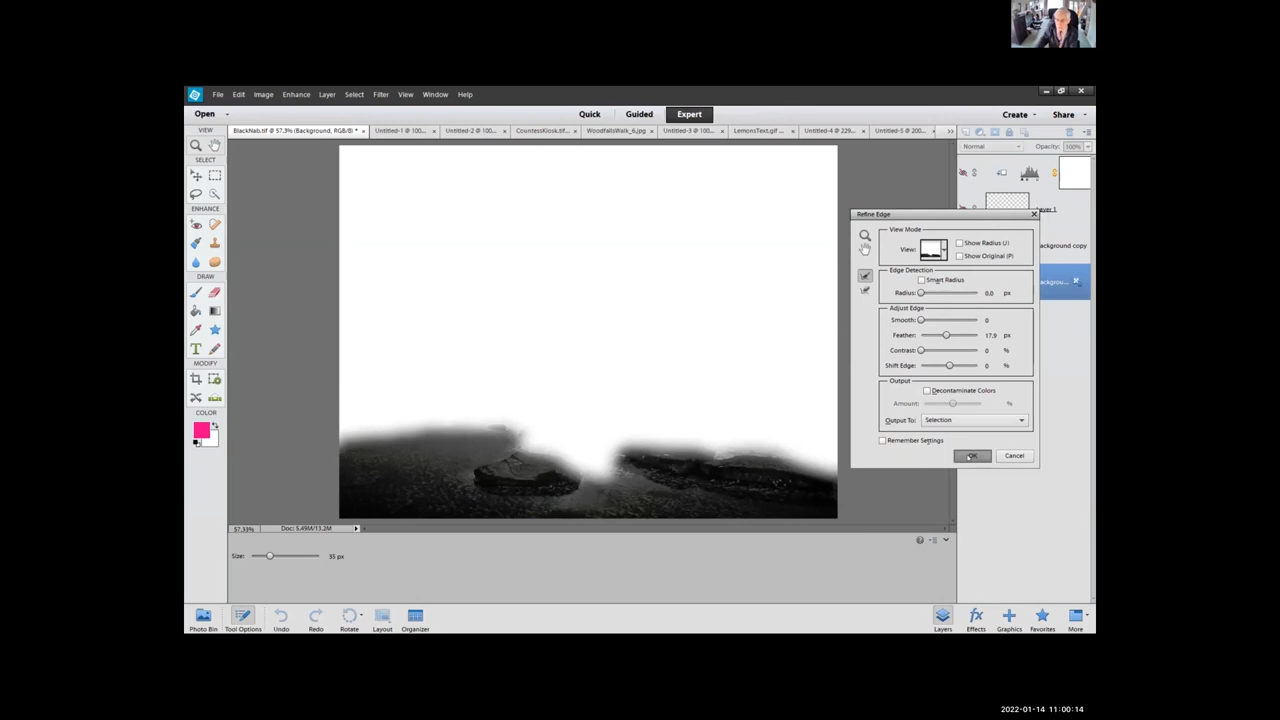 File Edit Image Enhance Layer Select Filter View Window Help
Open Quick Guided Expert Create Share
VIEW
BlackNab.tif @ 57.3% (Background, RGB/8) * × Untitled-1 @ 100... × Untitled-2 @ 100... × CountessKiosk.tif... × WoodfallsWalk_6.jpg × Untitled-3 @ 100... × LemonsText.gif ... × Untitled-4 @ 229... × Untitled-5 @ 200... ×
Normal Opacity: 100%
SELECT
ENHANCE
DRAW
MODIFY
COLOR
Layer 1
ackground copy
ackgrou...
Refine Edge
View Mode
View:
Show Radius (J)
Show Original (P)
Edge Detection
Smart Radius
Radius: 0.0 px
Adjust Edge
Smooth: 0
Feather: 17.9 px
Contrast: 0 %
Shift Edge: 0 %
Output
Decontaminate Colors
Amount: %
Output To: Selection
Remember Settings
OK Cancel
57.33% Doc: 5.49M/13.2M
Size: 55 px
Photo Bin Tool Options Undo Redo Rotate Layout Organizer Layers Effects Graphics Favorites More
2022-01-14 11:00:14